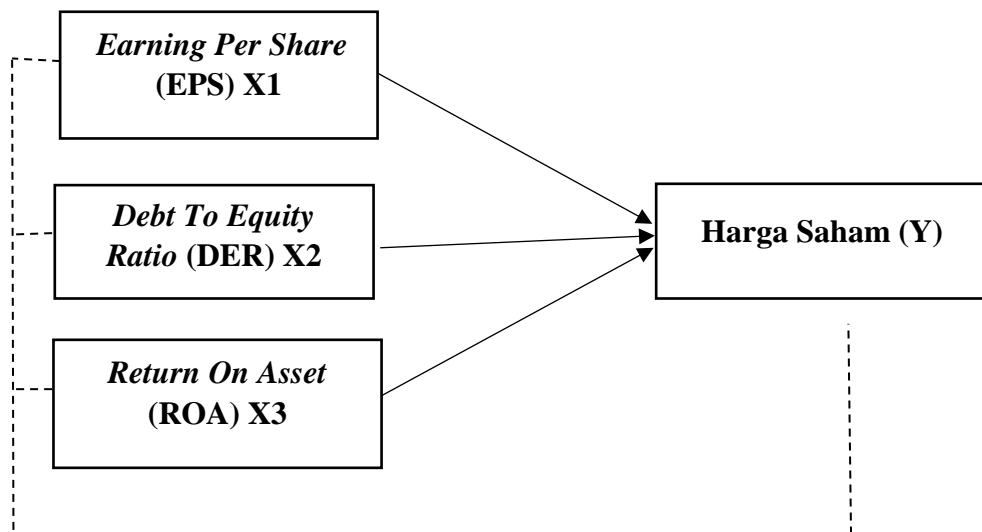 Earning Per Share
(EPS) X1
Debt To Equity
Ratio (DER) X2
Harga Saham (Y)
Return On Asset
(ROA) X3